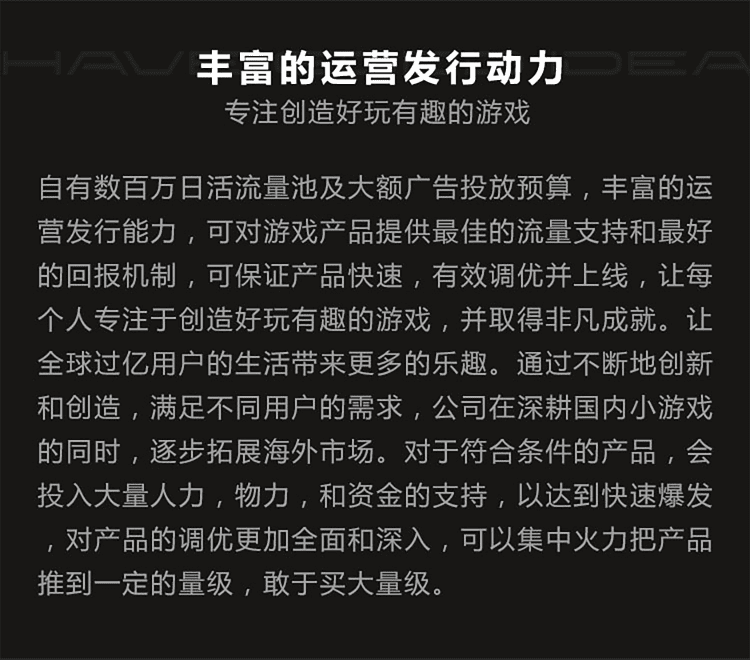 丰富的运营发行动力
专注创造好玩有趣的游戏
自有数百万日活流量池及大额广告投放预算，丰富的运
营发行能力，可对游戏产品提供最佳的流量支持和最好
的回报机制，可保证产品快速，有效调优并上线，让每
个人专注于创造好玩有趣的游戏，并取得非凡成就。让
全球过亿用户的生活带来更多的乐趣。通过不断地创新
和创造，满足不同用户的需求，公司在深耕国内小游戏
的同时，逐步拓展海外市场。对于符合条件的产品，会
投入大量人力，物力，和资金的支持，以达到快速爆发
，对产品的调优更加全面和深入，可以集中火力把产品
推到一定的量级，敢于买大量级。